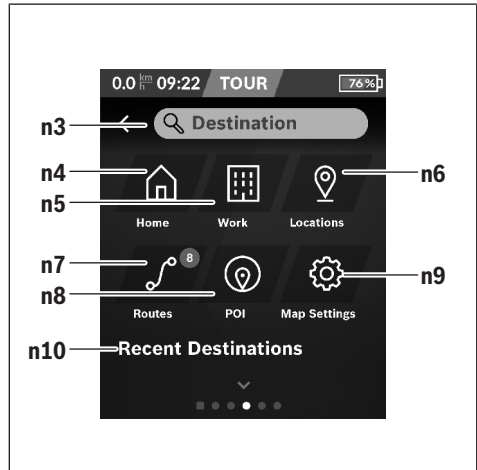 0.0 km/h 09:22 TOUR 76%
n3 Destination
n4
n5
n6
Home Work Locations
n7
8
n8
n9
Routes POI Map Settings
n10 Recent Destinations